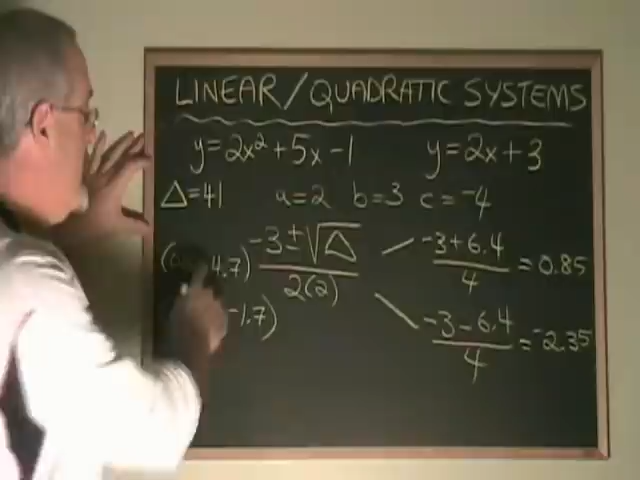 LINEAR/QUADRATIC SYSTEMS
y=2x²+5x-1 y=2x+3
△=41 a=2 b=3 c=⁻4
4.7) ⁻3±√△ / 2(2) ⁻3+6.4 / 4 =0.85
⁻1.7) ⁻3-6.4 / 4 =⁻2.35